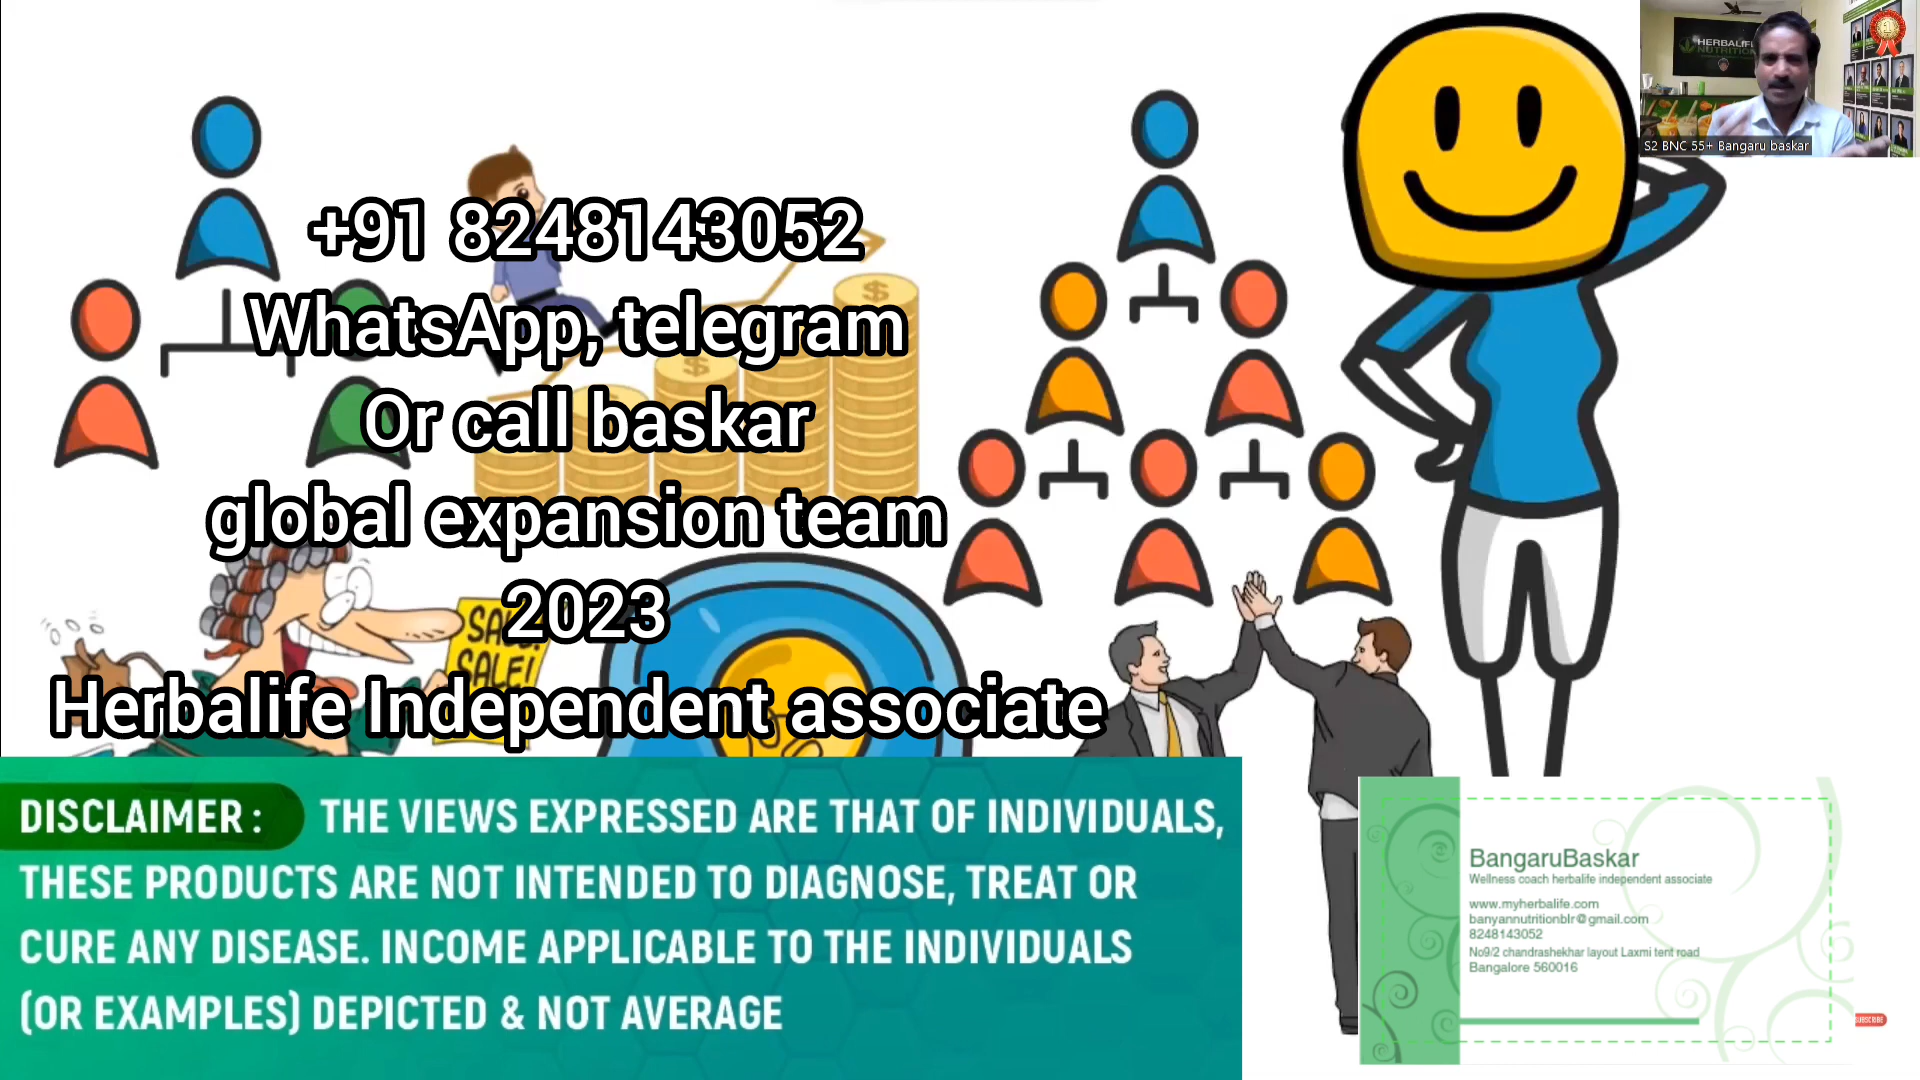 HERBALIFE
NUTRITION
S2 BNC 55+ Bangaru baskar
+91 8248143052
WhatsApp, telegram
Or call baskar
global expansion team
2023
Herbalife Independent associate
SALE!
DISCLAIMER : THE VIEWS EXPRESSED ARE THAT OF INDIVIDUALS,
THESE PRODUCTS ARE NOT INTENDED TO DIAGNOSE, TREAT OR
CURE ANY DISEASE. INCOME APPLICABLE TO THE INDIVIDUALS
(OR EXAMPLES) DEPICTED & NOT AVERAGE
BangaruBaskar
Wellness coach herbalife independent associate
www.myherbalife.com
banyannutritionblr@gmail.com
8248143052
No9/2 chandrashekhar layout Laxmi tent road
Bangalore 560016
SUBSCRIBE